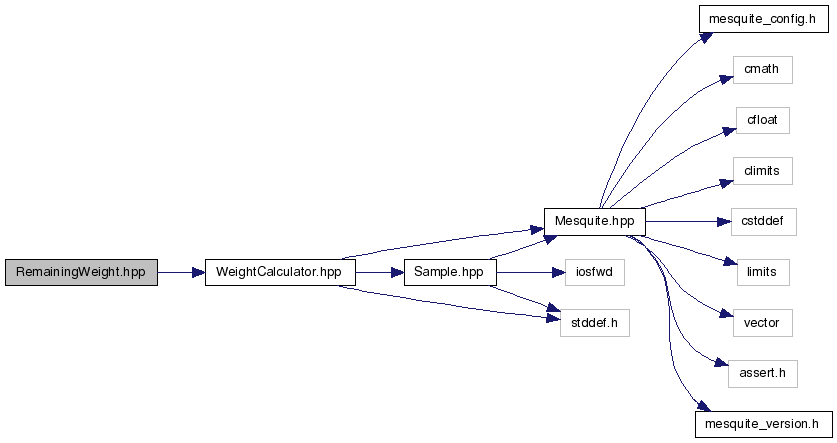 mesquite_config.h
cmath
cfloat
climits
Mesquite.hpp
cstddef
RemainingWeight.hpp
WeightCalculator.hpp
Sample.hpp
iosfwd
limits
stddef.h
vector
assert.h
mesquite_version.h